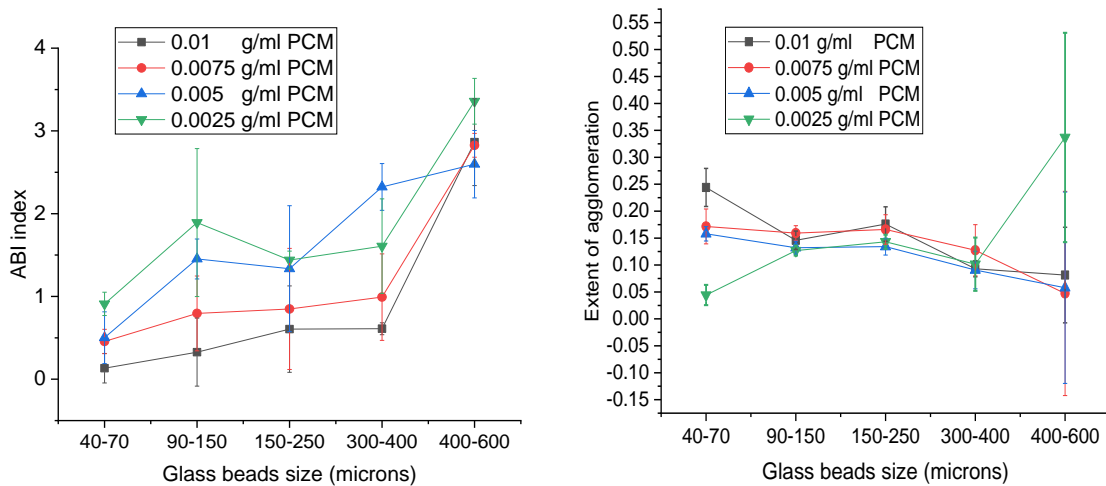 0.01 g/ml PCM
0.0075 g/ml PCM
0.005 g/ml PCM
0.0025 g/ml PCM
ABI index
4
3
2
1
0
40-70 90-150 150-250 300-400 400-600
Glass beads size (microns)
0.01 g/ml PCM
0.0075 g/ml PCM
0.005 g/ml PCM
0.0025 g/ml PCM
Extent of agglomeration
0.55
0.50
0.45
0.40
0.35
0.30
0.25
0.20
0.15
0.10
0.05
0.00
-0.05
-0.10
-0.15
40-70 90-150 150-250 300-400 400-600
Glass beads size (microns)